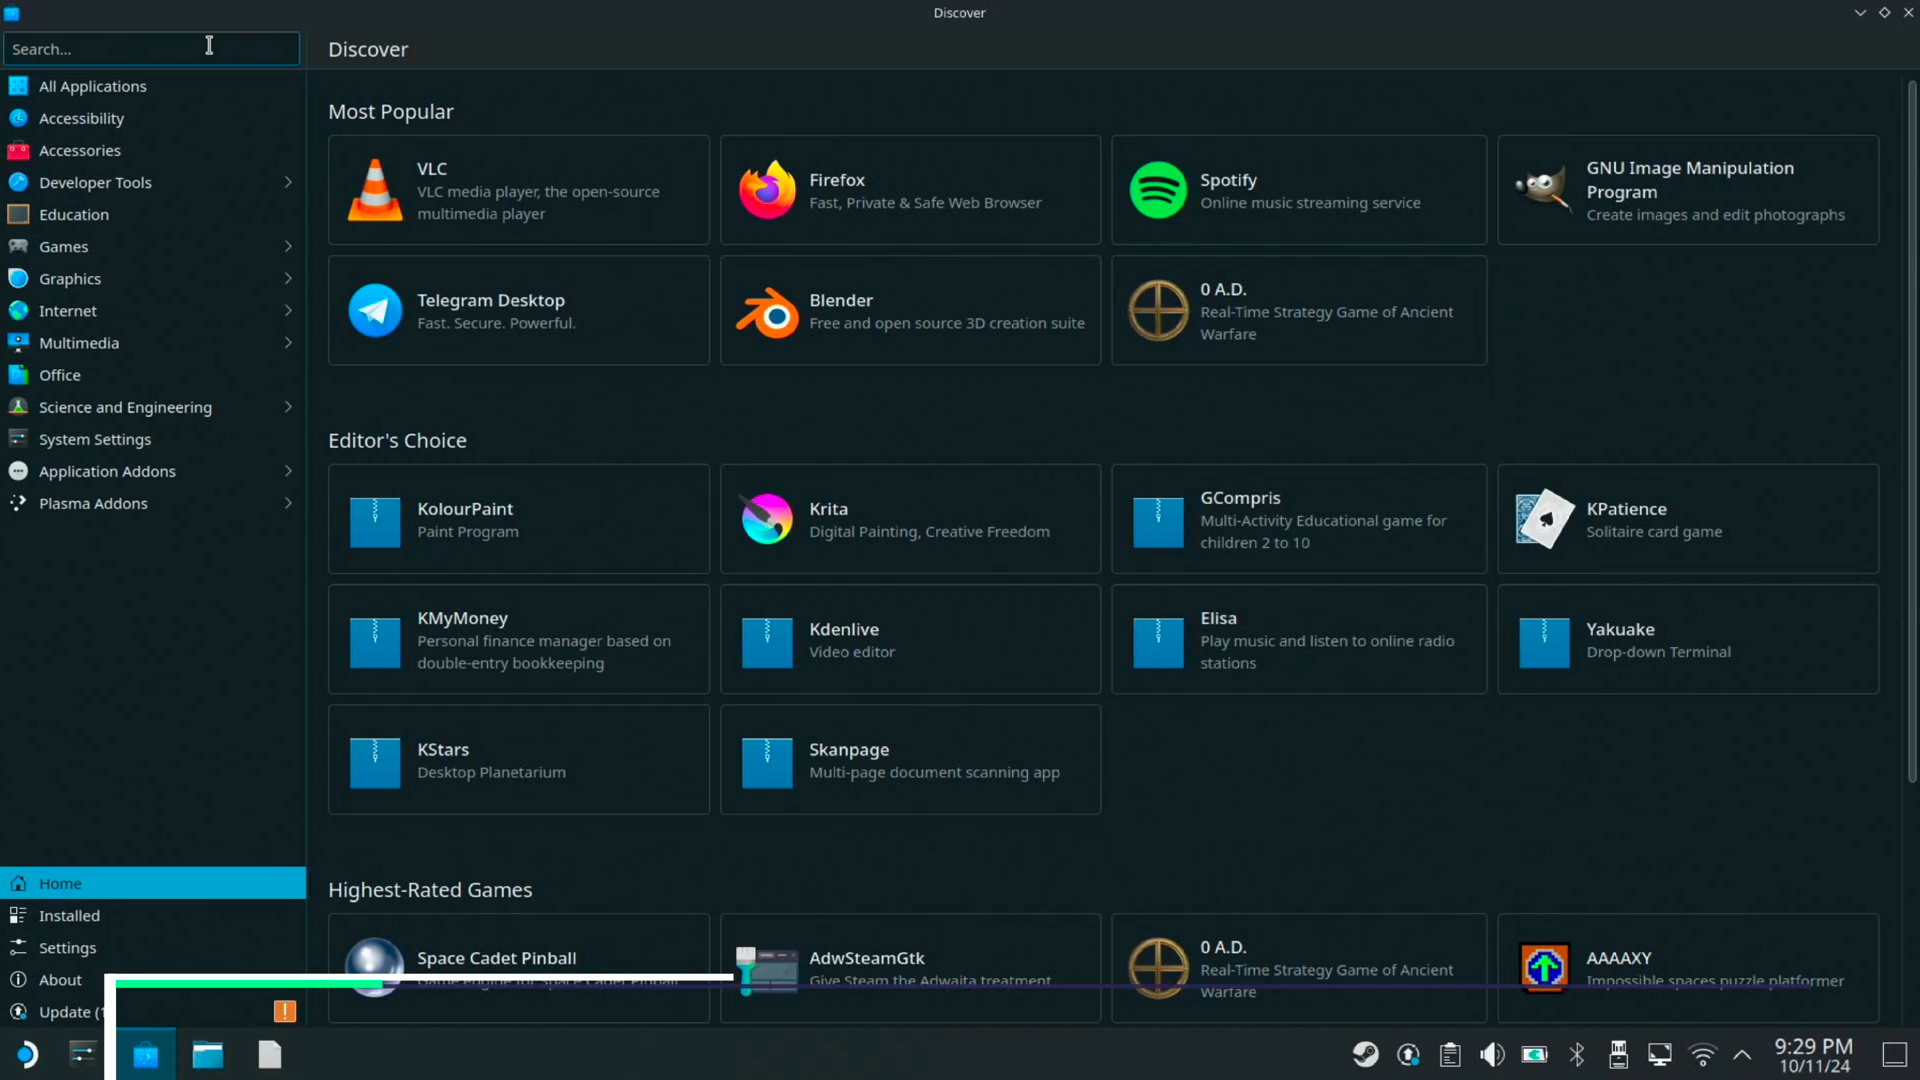 Discover
Search...
Discover
All Applications
Accessibility
Accessories
Developer Tools
Education
Games
Graphics
Internet
Multimedia
Office
Science and Engineering
System Settings
Application Addons
Plasma Addons
Home
Installed
Settings
About
Update (
Most Popular
VLC
VLC media player, the open-source
multimedia player
Firefox
Fast, Private & Safe Web Browser
Spotify
Online music streaming service
GNU Image Manipulation
Program
Create images and edit photographs
Telegram Desktop
Fast. Secure. Powerful.
Blender
Free and open source 3D creation suite
0 A.D.
Real-Time Strategy Game of Ancient
Warfare
Editor's Choice
KolourPaint
Paint Program
Krita
Digital Painting, Creative Freedom
GCompris
Multi-Activity Educational game for
children 2 to 10
KPatience
Solitaire card game
KMyMoney
Personal finance manager based on
double-entry bookkeeping
Kdenlive
Video editor
Elisa
Play music and listen to online radio
stations
Yakuake
Drop-down Terminal
KStars
Desktop Planetarium
Skanpage
Multi-page document scanning app
Highest-Rated Games
Space Cadet Pinball
Game engine for Space Cadet Pinball
AdwSteamGtk
Give Steam the Adwaita treatment
0 A.D.
Real-Time Strategy Game of Ancient
Warfare
AAAAXY
Impossible spaces puzzle platformer
9:29 PM
10/11/24